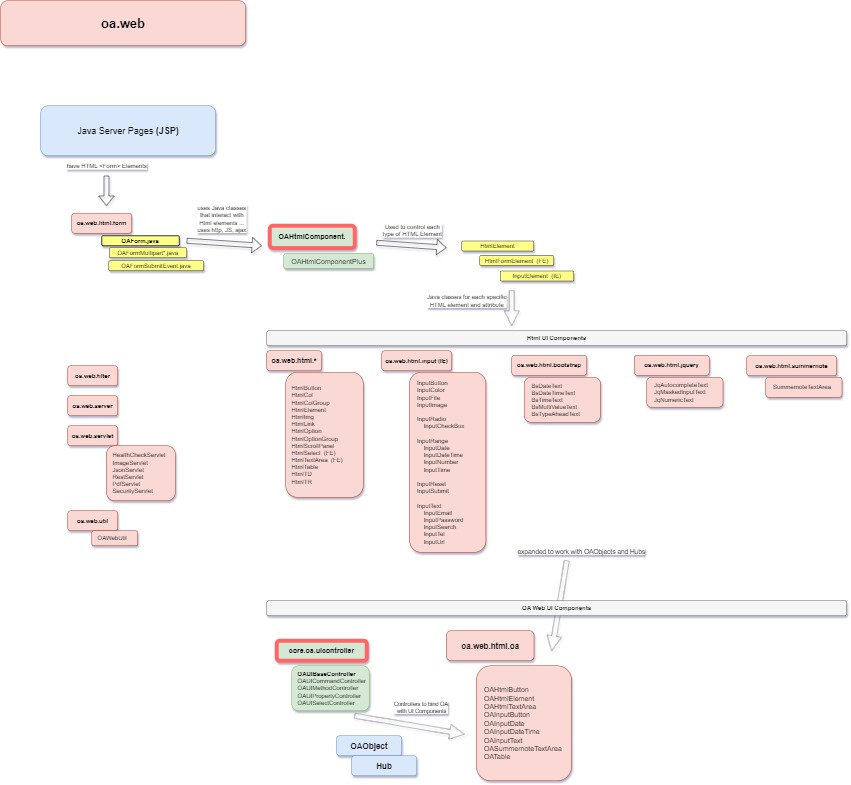 oa.web
Java Server Pages (JSP)
have HTML <Form> Elements
oa.web.html.form
OAForm.java
OAFormMultipart*.java
OAFormSubmitEvent.java
uses Java classes
that interact with
Html elements ...
uses http, JS, ajax
OAHtmlComponent.
OAHtmlComponentPlus
Used to control each
type of HTML Element
HtmlElement
HtmlFormElement (FE)
InputElement (IE)
Java classes for each specific
HTML element and attribute
Html UI Components
oa.web.html.*
HtmlButton
HtmlCol
HtmlColGroup
HtmlElement
HtmlImg
HtmlLink
HtmlOption
HtmlOptionGroup
HtmlScrollPanel
HtmlSelect (FE)
HtmlTextArea (FE)
HtmlTable
HtmlTD
HtmlTR
oa.web.html.input (IE)
InputButton
InputColor
InputFile
InputImage
InputRadio
InputCheckBox
InputRange
InputDate
InputDateTime
InputNumber
InputTime
InputReset
InputSubmit
InputText
InputEmail
InputPassword
InputSearch
InputTel
InputUrl
oa.web.html.bootstrap
BsDateText
BsDateTimeText
BsTimeText
BsMultiValueText
BsTypeAheadText
oa.web.html.jquery
JqAutocompleteText
JqMaskedInputText
JqNumericText
oa.web.html.summernote
SummernoteTextArea
oa.web.filter
oa.web.server
oa.web.servlet
HealthCheckServlet
ImageServlet
JsonServlet
RestServlet
PdfServlet
SecurityServlet
oa.web.util
OAWebUtil
expanded to work with OAObjects and Hubs
OA Web UI Components
core.oa.uicontroller
OAUIBaseController
OAUICommandController
OAUIMethodController
OAUIPropertyController
OAUISelectController
Controllers to bind OA
with UI Components
OAObject
Hub
oa.web.html.oa
OAHtmlButton
OAHtmlElement
OAHtmlTextArea
OAInputButton
OAInputDate
OAInputDateTime
OAInputText
OASummernoteTextArea
OATable